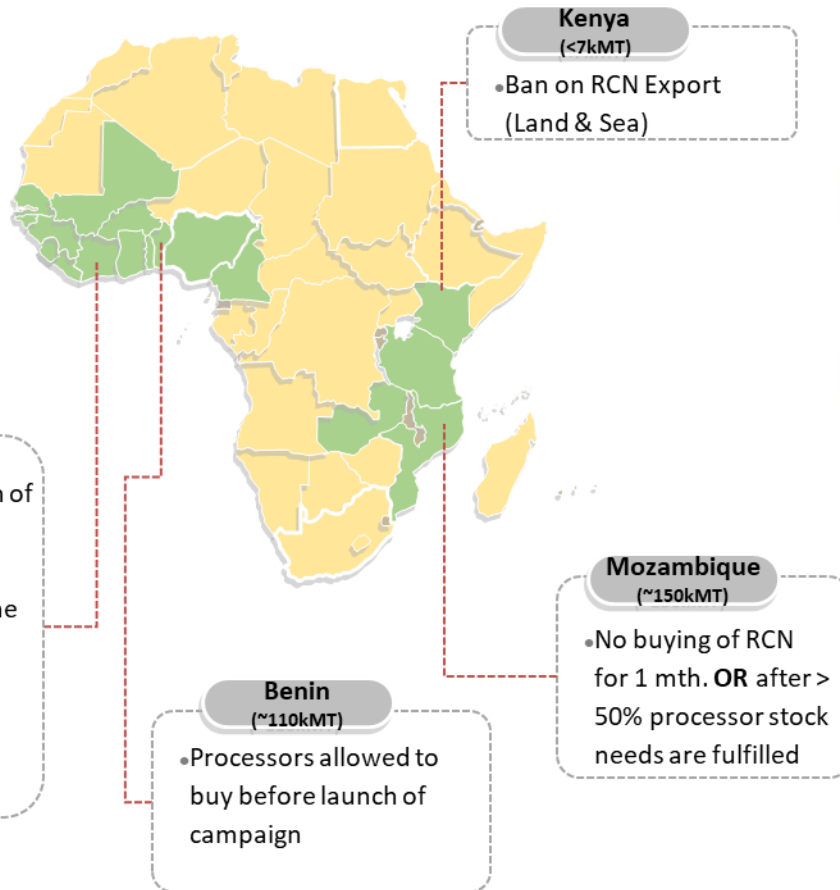 Kenya
(<7kMT)
•Ban on RCN Export
(Land & Sea)
of
Mozambique
(~150kMT)
•No buying of RCN
for 1 mth. OR after >
50% processor stock
needs are fulfilled
Benin
(~110kMT)
•Processors allowed to
buy before launch of
campaign